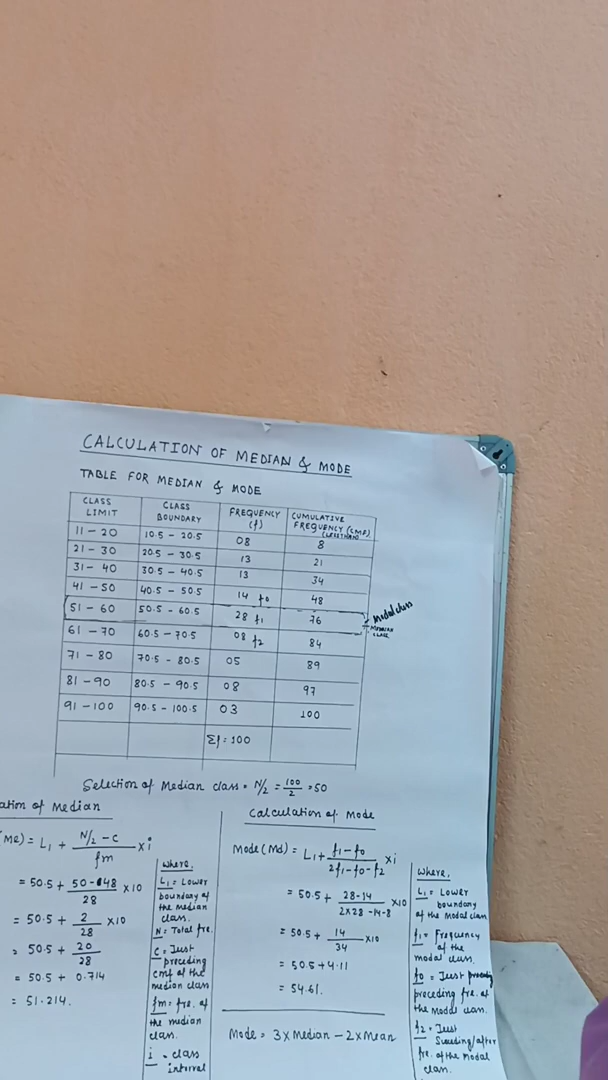 CALCULATION OF MEDIAN & MODE
TABLE FOR MEDIAN & MODE
CLASS LIMIT CLASS BOUNDARY FREQUENCY (f) CUMULATIVE FREQUENCY (CMF) (LESS THAN)
11 - 20 10.5 - 20.5 08 8
21 - 30 20.5 - 30.5 13 21
31 - 40 30.5 - 40.5 13 34
41 - 50 40.5 - 50.5 14 f0 48
51 - 60 50.5 - 60.5 28 f1 76 Modal class MEDIAN CLASS
61 - 70 60.5 - 70.5 08 f2 84
71 - 80 70.5 - 80.5 05 89
81 - 90 80.5 - 90.5 08 97
91 - 100 90.5 - 100.5 03 100
Σf = 100
Selection of Median class = N/2 = 100/2 = 50
ation of Median
(Me) = L1 + N/2 - C / fm × i
= 50.5 + 50 - 48 / 28 × 10
= 50.5 + 2/28 × 10
= 50.5 + 20/28
= 50.5 + 0.714
= 51.214.
Where,
L1 = Lower
boundary of
the median
class.
N = Total fre.
C = Just
preceding
cmf of the
median class
fm = fre. of
the median
class.
i = class
interval
Calculation of Mode
Mode (Md) = L1 + f1 - f0 / 2f1 - f0 - f2 × i
= 50.5 + 28 - 14 / 2×28 - 14 - 8 × 10
= 50.5 + 14/34 × 10
= 50.5 + 4.11
= 54.61.
Mode = 3 × Median - 2 × Mean
Where,
L1 = Lower
boundary
of the Modal class
f1 = Frequency
of the
modal class.
f0 = Just
preceding fre. of
the Modal class.
f2 = Just
Suceeding/after
fre. of the Modal
class.